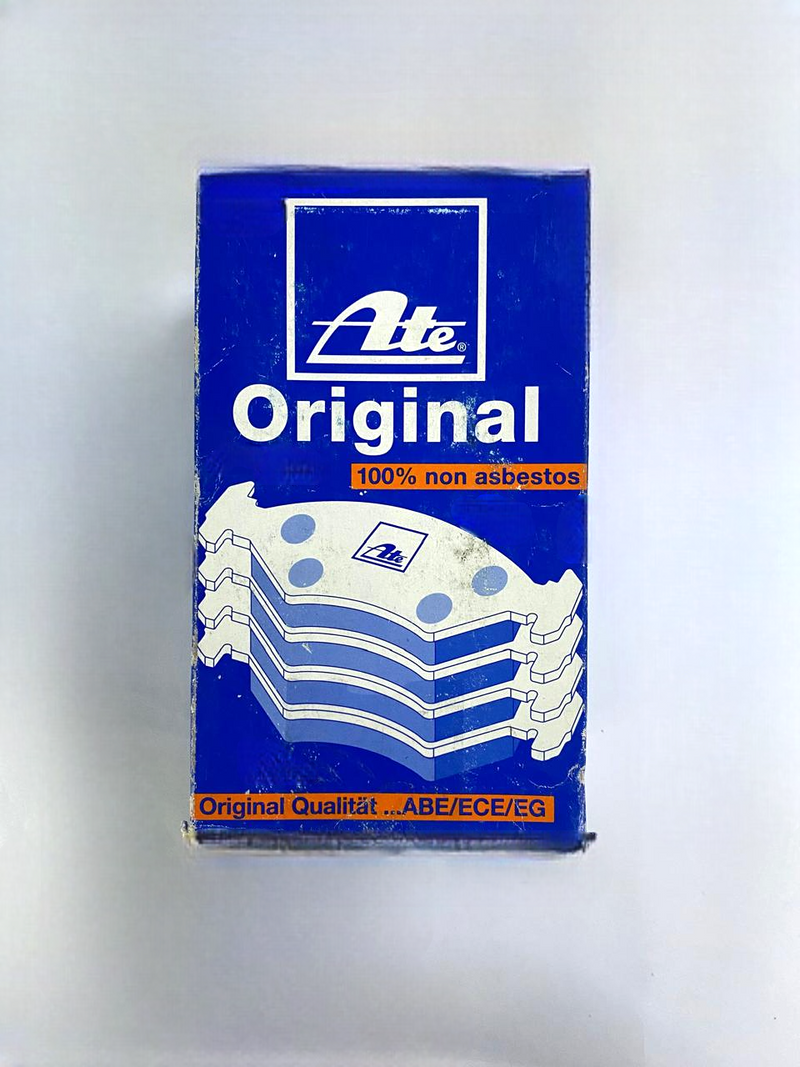 Ate®
Original
100% non asbestos
Ate
Original Qualität ...ABE/ECE/EG